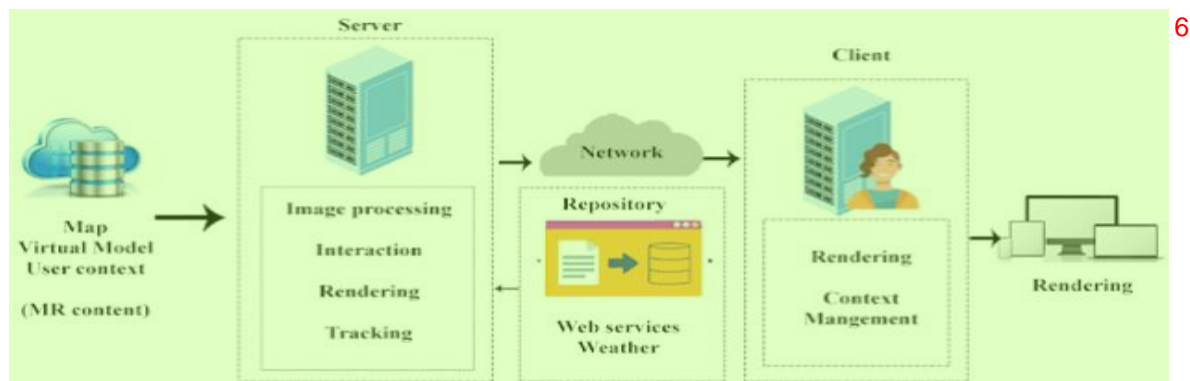 6
Server
Client
Network
Map
Virtual Model
User context
(MR content)
Image processing
Interaction
Rendering
Tracking
Repository
Web services
Weather
Rendering
Context
Mangement
Rendering